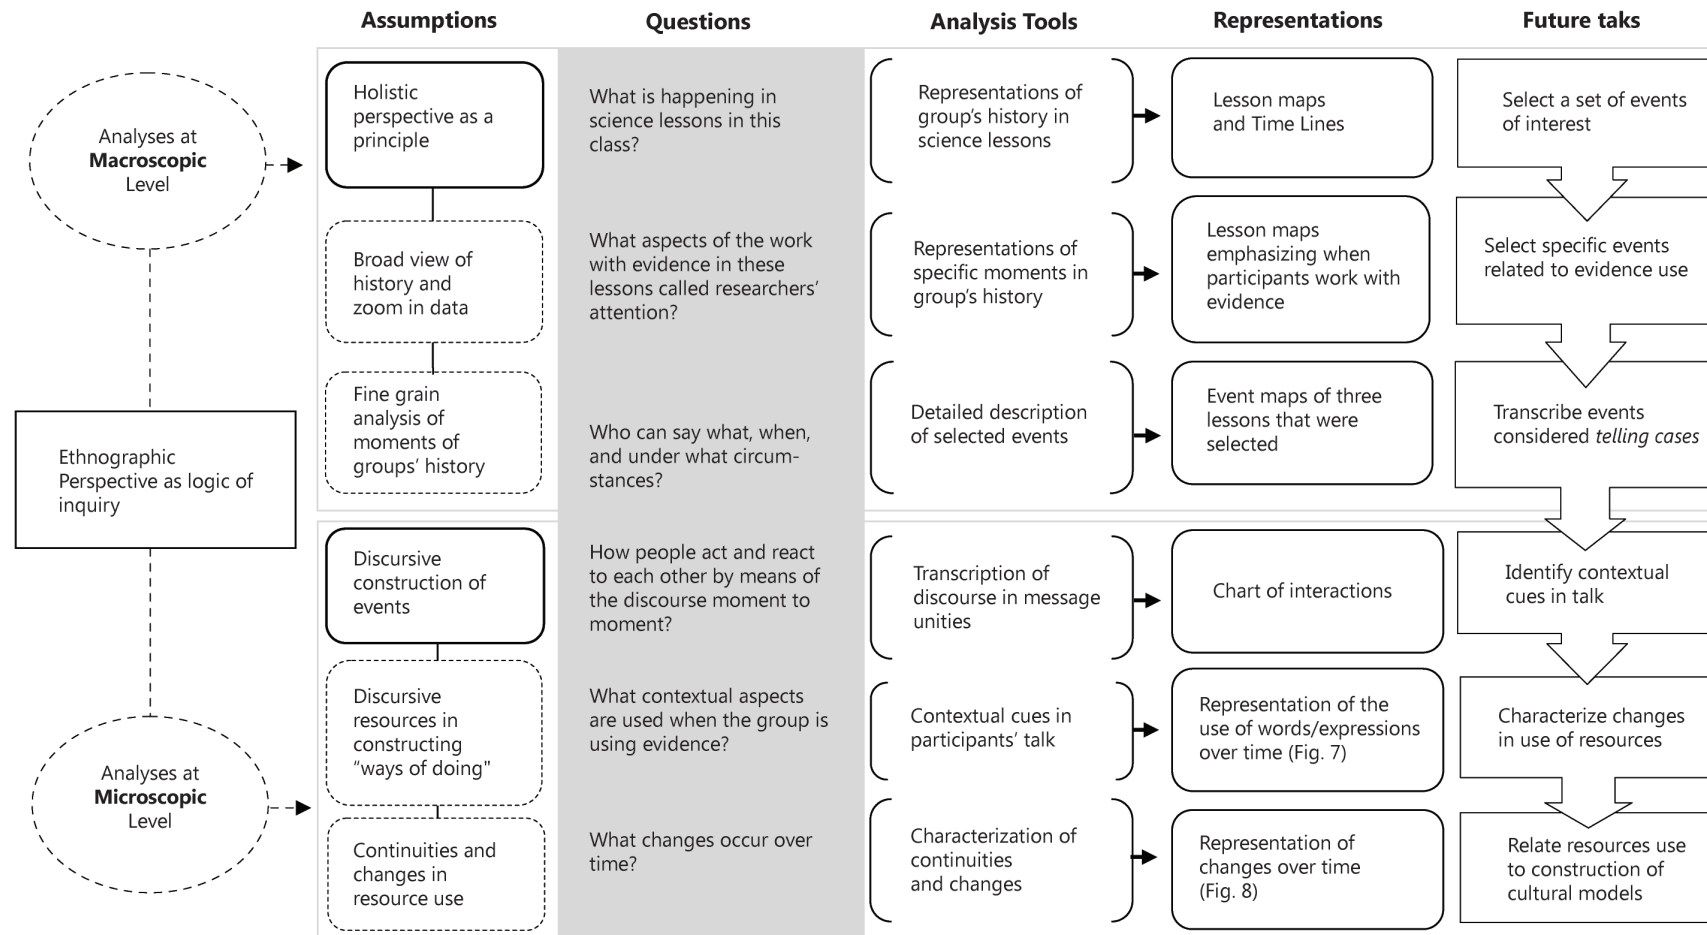 Assumptions
Questions
Analysis Tools
Representations
Future taks
Analyses at
Macroscopic
Level
Holistic
perspective as a
principle
What is happening in
science lessons in this
class?
Representations of
group's history in
science lessons
Lesson maps
and Time Lines
Select a set of events
of interest
Broad view of
history and
zoom in data
What aspects of the work
with evidence in these
lessons called researchers'
attention?
Representations of
specific moments in
group's history
Lesson maps
emphasizing when
participants work with
evidence
Select specific events
related to evidence use
Fine grain
analysis of
moments of
groups' history
Who can say what, when,
and under what circum-
stances?
Detailed description
of selected events
Event maps of three
lessons that were
selected
Transcribe events
considered telling cases
Ethnographic
Perspective as logic of
inquiry
Discursive
construction of
events
How people act and react
to each other by means of
the discourse moment to
moment?
Transcription of
discourse in message
unities
Chart of interactions
Identify contextual
cues in talk
Analyses at
Microscopic
Level
Discursive
resources in
constructing
“ways of doing"
What contextual aspects
are used when the group is
using evidence?
Contextual cues in
participants' talk
Representation of the
use of words/expressions
over time (Fig. 7)
Characterize changes
in use of resources
Continuities and
changes in
resource use
What changes occur over
time?
Characterization of
continuities
and changes
Representation of
changes over time
(Fig. 8)
Relate resources use
to construction of
cultural models